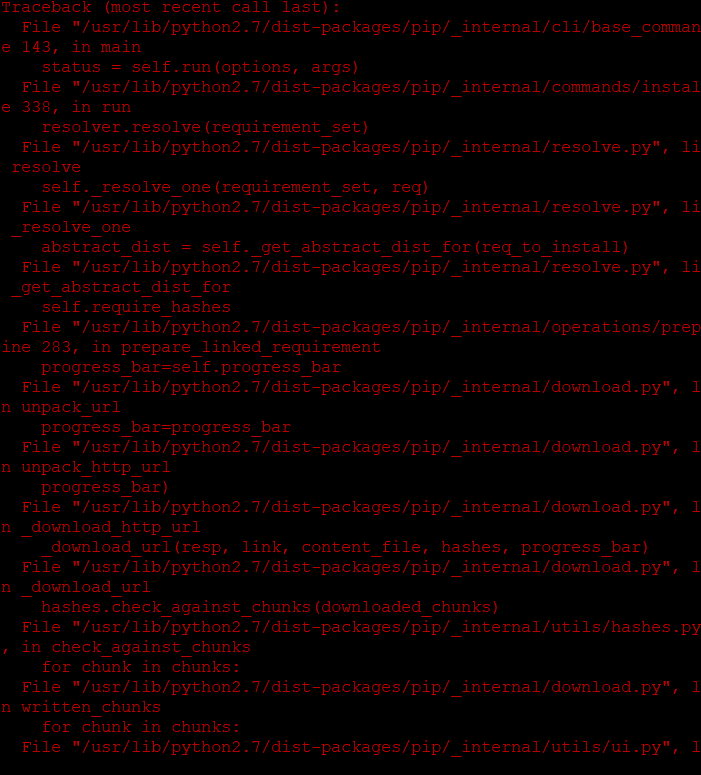 Traceback (most recent call last):
File "/usr/lib/python2.7/dist-packages/pip/_internal/cli/base_comman
e 143, in main
status = self.run(options, args)
File "/usr/lib/python2.7/dist-packages/pip/_internal/commands/instal
e 338, in run
resolver.resolve(requirement_set)
File "/usr/lib/python2.7/dist-packages/pip/_internal/resolve.py", li
resolve
self._resolve_one(requirement_set, req)
File "/usr/lib/python2.7/dist-packages/pip/_internal/resolve.py", li
_resolve_one
abstract_dist = self._get_abstract_dist_for(req_to_install)
File "/usr/lib/python2.7/dist-packages/pip/_internal/resolve.py", li
_get_abstract_dist_for
self.require_hashes
File "/usr/lib/python2.7/dist-packages/pip/_internal/operations/prep
ine 283, in prepare_linked_requirement
progress_bar=self.progress_bar
File "/usr/lib/python2.7/dist-packages/pip/_internal/download.py", l
n unpack_url
progress_bar=progress_bar
File "/usr/lib/python2.7/dist-packages/pip/_internal/download.py", l
n unpack_http_url
progress_bar)
File "/usr/lib/python2.7/dist-packages/pip/_internal/download.py", l
n _download_http_url
_download_url(resp, link, content_file, hashes, progress_bar)
File "/usr/lib/python2.7/dist-packages/pip/_internal/download.py", l
n _download_url
hashes.check_against_chunks(downloaded_chunks)
File "/usr/lib/python2.7/dist-packages/pip/_internal/utils/hashes.py
, in check_against_chunks
for chunk in chunks:
File "/usr/lib/python2.7/dist-packages/pip/_internal/download.py", l
n written_chunks
for chunk in chunks:
File "/usr/lib/python2.7/dist-packages/pip/_internal/utils/ui.py", l